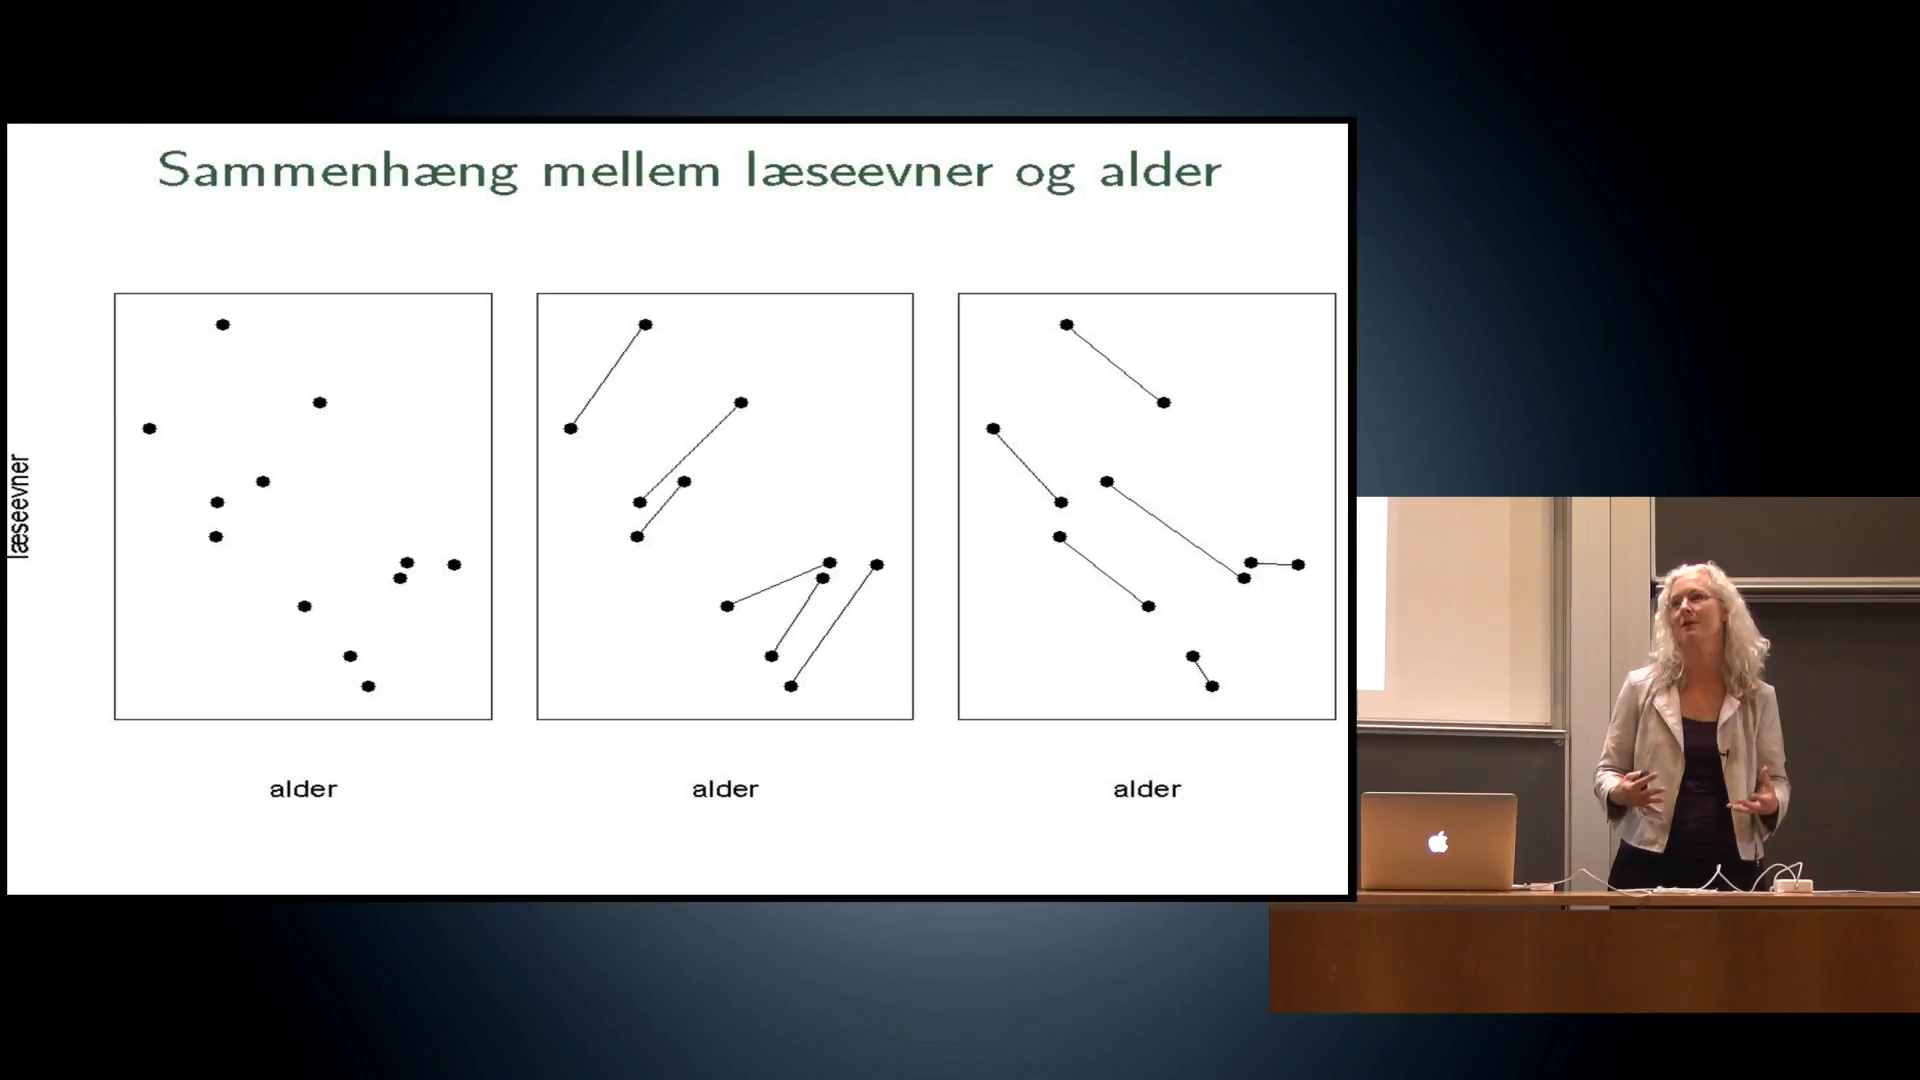 Sammenhæng mellem læseevner og alder
læseevner
alder
alder
alder